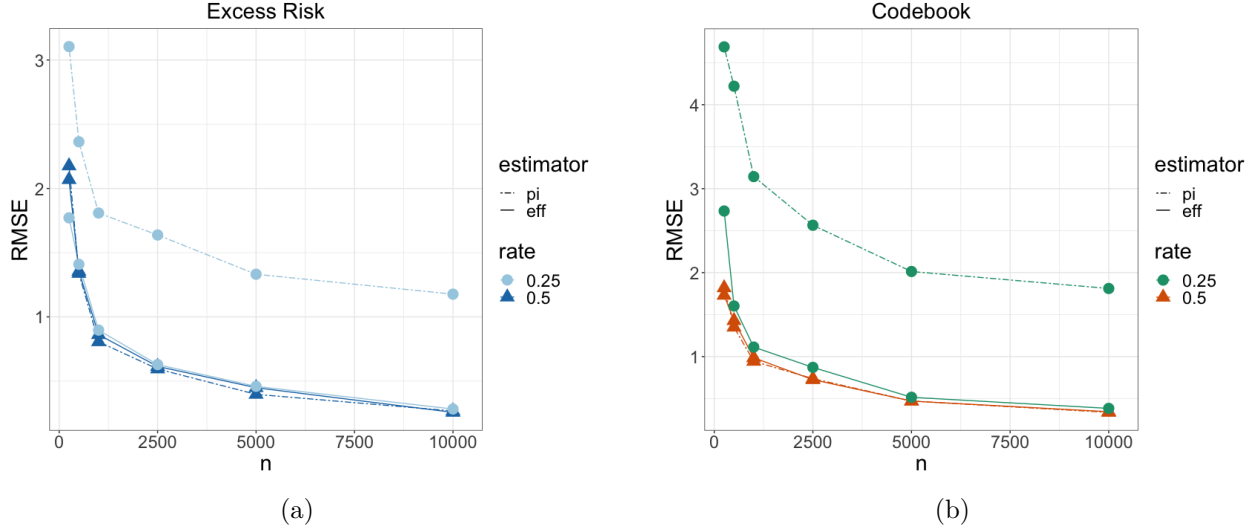 Excess Risk
3
2
1
RMSE
0
2500
5000
7500
10000
n
estimator
pi
eff
rate
0.25
0.5
(a)
Codebook
4
3
2
1
RMSE
0
2500
5000
7500
10000
n
estimator
pi
eff
rate
0.25
0.5
(b)